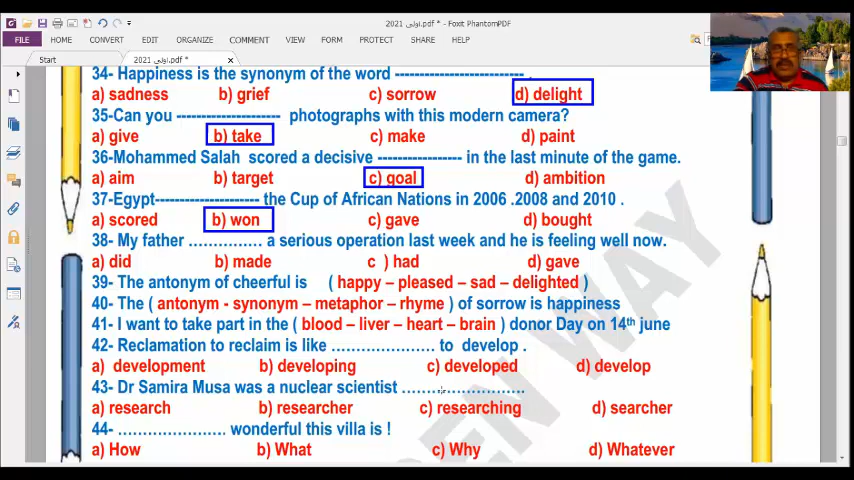 2021 اولى.pdf * - Foxit PhantomPDF
FILE HOME CONVERT EDIT ORGANIZE COMMENT VIEW FORM PROTECT SHARE HELP
Start 2021 اولى.pdf *
34- Happiness is the synonym of the word --------------------------- .
a) sadness b) grief c) sorrow d) delight
35-Can you --------------------- photographs with this modern camera?
a) give b) take c) make d) paint
36-Mohammed Salah scored a decisive ----------------- in the last minute of the game.
a) aim b) target c) goal d) ambition
37-Egypt--------------------- the Cup of African Nations in 2006 .2008 and 2010 .
a) scored b) won c) gave d) bought
38- My father …………… a serious operation last week and he is feeling well now.
a) did b) made c ) had d) gave
39- The antonym of cheerful is ( happy – pleased – sad – delighted )
40- The ( antonym - synonym – metaphor – rhyme ) of sorrow is happiness
41- I want to take part in the ( blood – liver – heart – brain ) donor Day on 14th june
42- Reclamation to reclaim is like ………………… to develop .
a) development b) developing c) developed d) develop
43- Dr Samira Musa was a nuclear scientist …………………….
a) research b) researcher c) researching d) searcher
44- …………………. wonderful this villa is !
a) How b) What c) Why d) Whatever
EN WAY